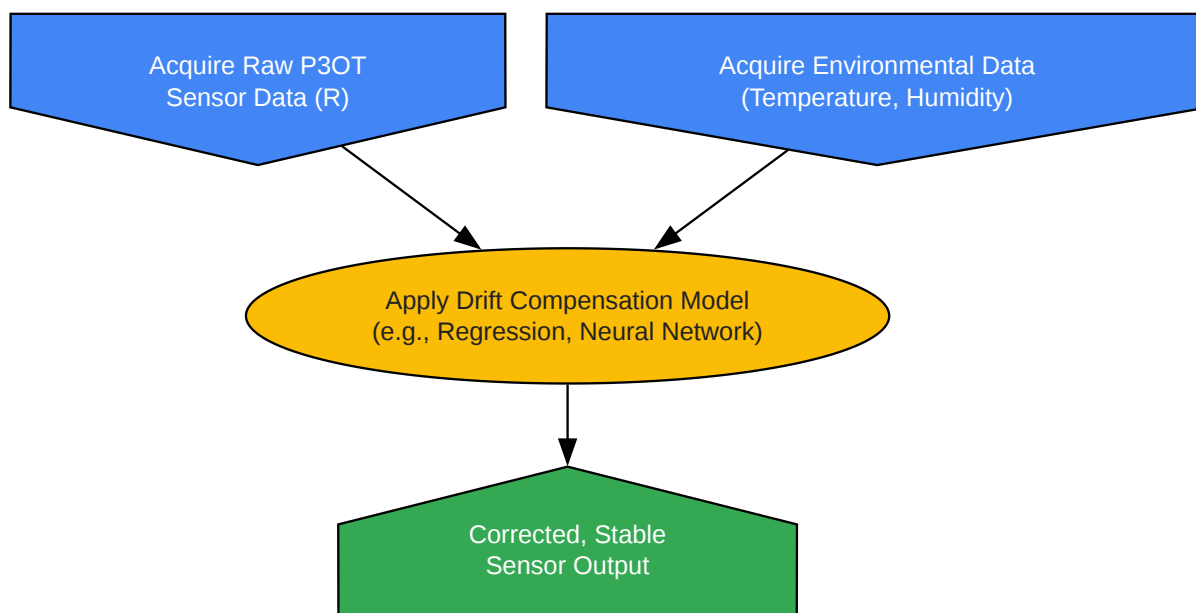 Acquire Raw P3OT
Sensor Data (R)
Acquire Environmental Data
(Temperature, Humidity)
Apply Drift Compensation Model
(e.g., Regression, Neural Network)
Corrected, Stable
Sensor Output